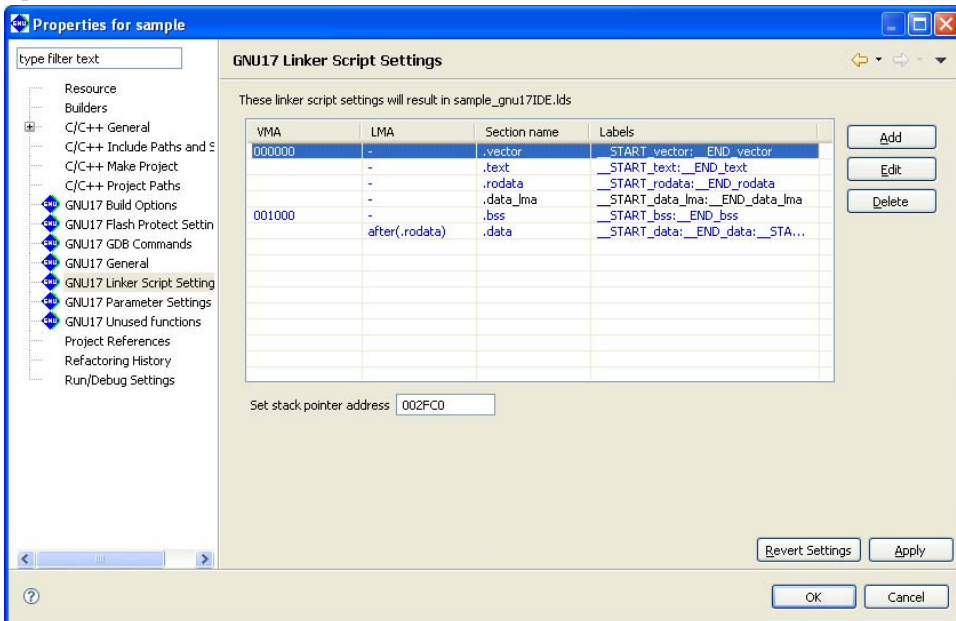 Properties for sample
type filter text
Resource
Builders
C/C++ General
C/C++ Include Paths and S
C/C++ Make Project
C/C++ Project Paths
GNU17 Build Options
GNU17 Flash Protect Settin
GNU17 GDB Commands
GNU17 General
GNU17 Linker Script Setting
GNU17 Parameter Settings
GNU17 Unused functions
Project References
Refactoring History
Run/Debug Settings
GNU17 Linker Script Settings
These linker script settings will result in sample_gnu17IDE.lds
VMA LMA Section name Labels
000000 - .vector __START_vector:__END_vector
- .text __START_text:__END_text
- .rodata __START_rodata:__END_rodata
- .data_lma __START_data_lma:__END_data_lma
001000 - .bss __START_bss:__END_bss
after(.rodata) .data __START_data:__END_data:__STA...
Add
Edit
Delete
Set stack pointer address 002FC0
Revert Settings Apply
? OK Cancel